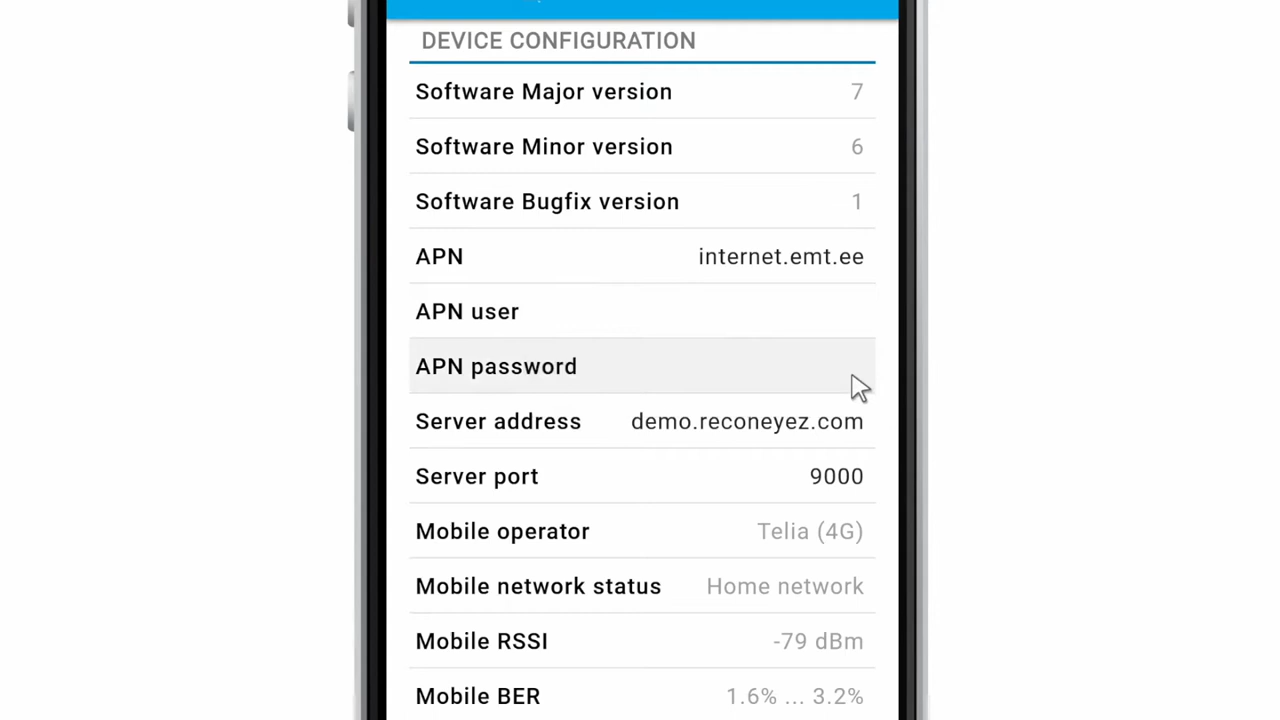 DEVICE CONFIGURATION
Software Major version 7
Software Minor version 6
Software Bugfix version 1
APN internet.emt.ee
APN user
APN password
Server address demo.reconeyez.com
Server port 9000
Mobile operator Telia (4G)
Mobile network status Home network
Mobile RSSI -79 dBm
Mobile BER 1.6% ... 3.2%